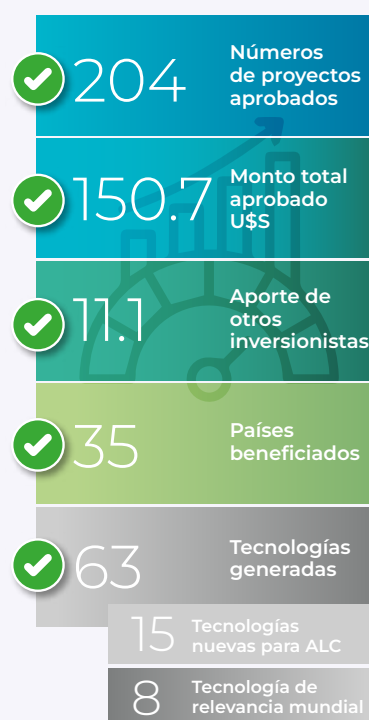 204
Números
de proyectos
aprobados
150.7
Monto total
aprobado
U$S
11.1
Aporte de
otros
inversionistas
35
Países
beneficiados
63
Tecnologías
generadas
15
Tecnologías
nuevas para ALC
8
Tecnología de
relevancia mundial